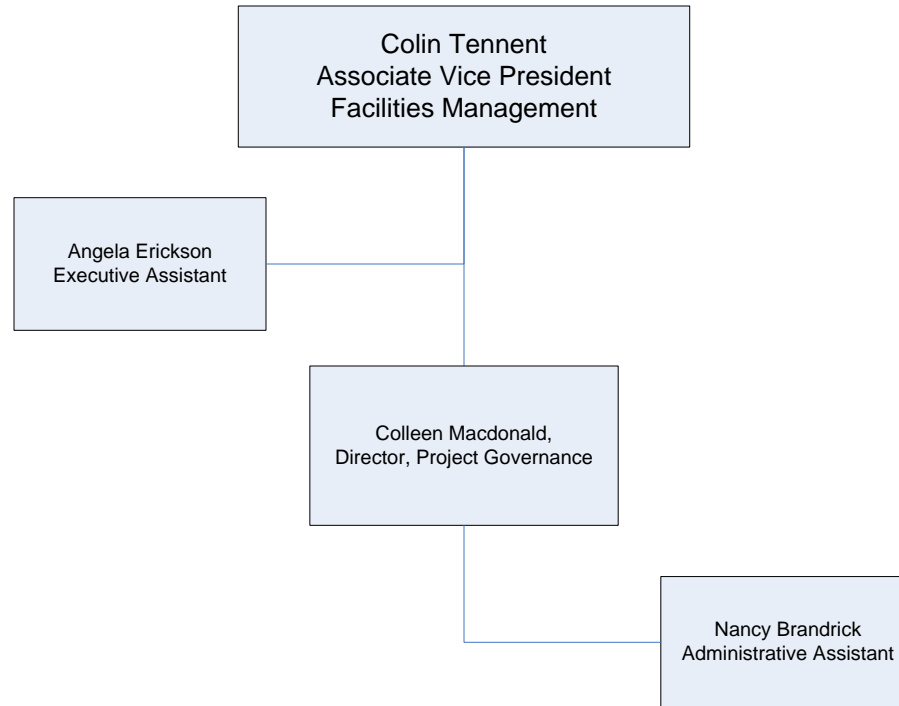 Colin Tennent
Associate Vice President
Facilities Management
Angela Erickson
Executive Assistant
Colleen Macdonald,
Director, Project Governance
Nancy Brandrick
Administrative Assistant